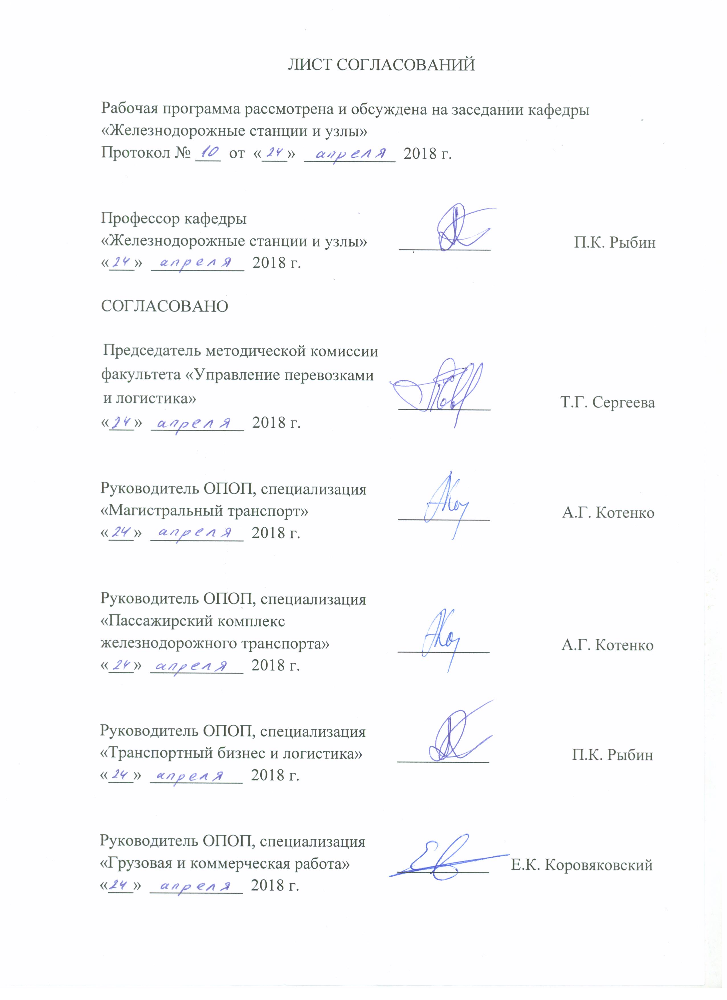 ЛИСТ СОГЛАСОВАНИЙ
Рабочая программа рассмотрена и обсуждена на заседании кафедры
«Железнодорожные станции и узлы»
Протокол № 10 от «24» апреля 2018 г.
Профессор кафедры
«Железнодорожные станции и узлы» П.К. Рыбин
«24» апреля 2018 г.
СОГЛАСОВАНО
Председатель методической комиссии
факультета «Управление перевозками
и логистика» Т.Г. Сергеева
«24» апреля 2018 г.
Руководитель ОПОП, специализация
«Магистральный транспорт» А.Г. Котенко
«24» апреля 2018 г.
Руководитель ОПОП, специализация
«Пассажирский комплекс
железнодорожного транспорта» А.Г. Котенко
«24» апреля 2018 г.
Руководитель ОПОП, специализация
«Транспортный бизнес и логистика» П.К. Рыбин
«24» апреля 2018 г.
Руководитель ОПОП, специализация
«Грузовая и коммерческая работа» Е.К. Коровяковский
«24» апреля 2018 г.